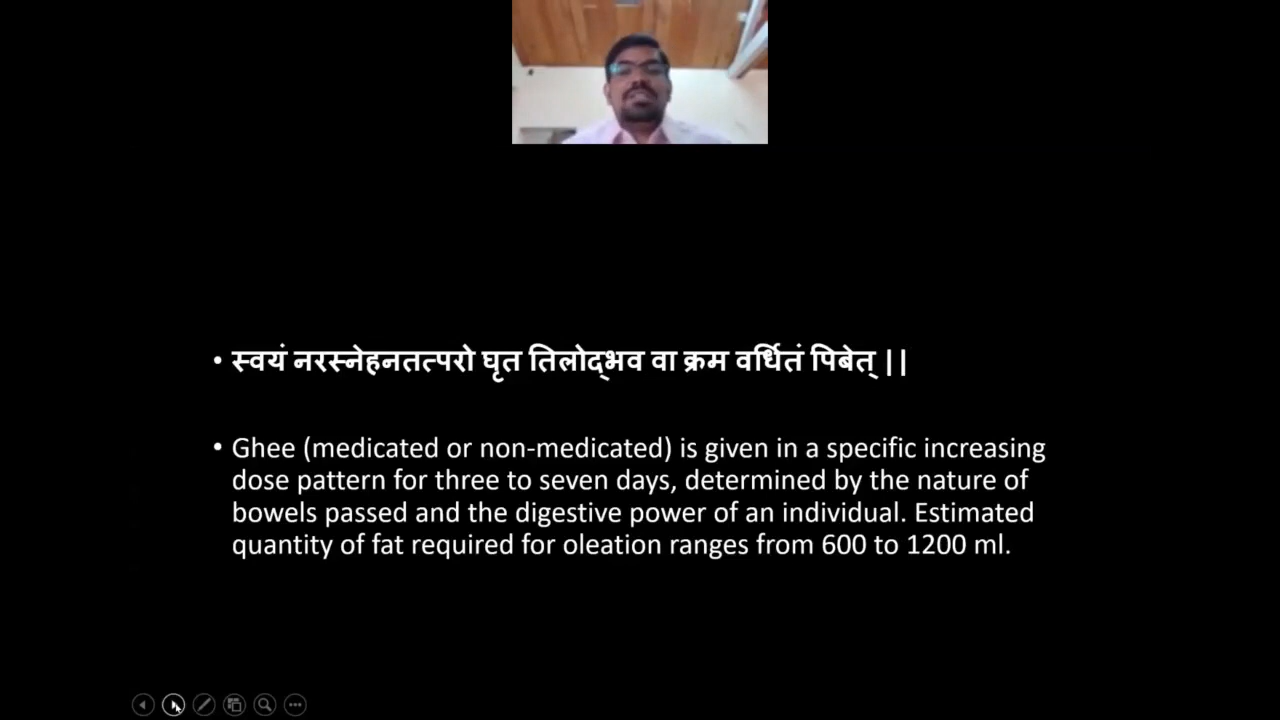 • स्वयं नरस्नेहनतत्परो घृत तिलोद्भव वा क्रम वर्धितं पिबेत् ||
• Ghee (medicated or non-medicated) is given in a specific increasing
dose pattern for three to seven days, determined by the nature of
bowels passed and the digestive power of an individual. Estimated
quantity of fat required for oleation ranges from 600 to 1200 ml.